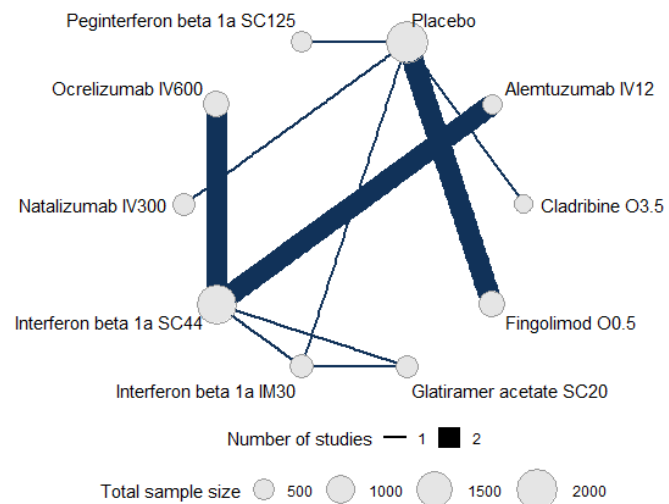 Peginterferon beta 1a SC125
Placebo
Ocrelizumab IV600
Alemtuzumab IV12
Natalizumab IV300
Cladribine O3.5
Interferon beta 1a SC44
Fingolimod O0.5
Interferon beta 1a IM30
Glatiramer acetate SC20
Number of studies 1 2
Total sample size 500 1000 1500 2000